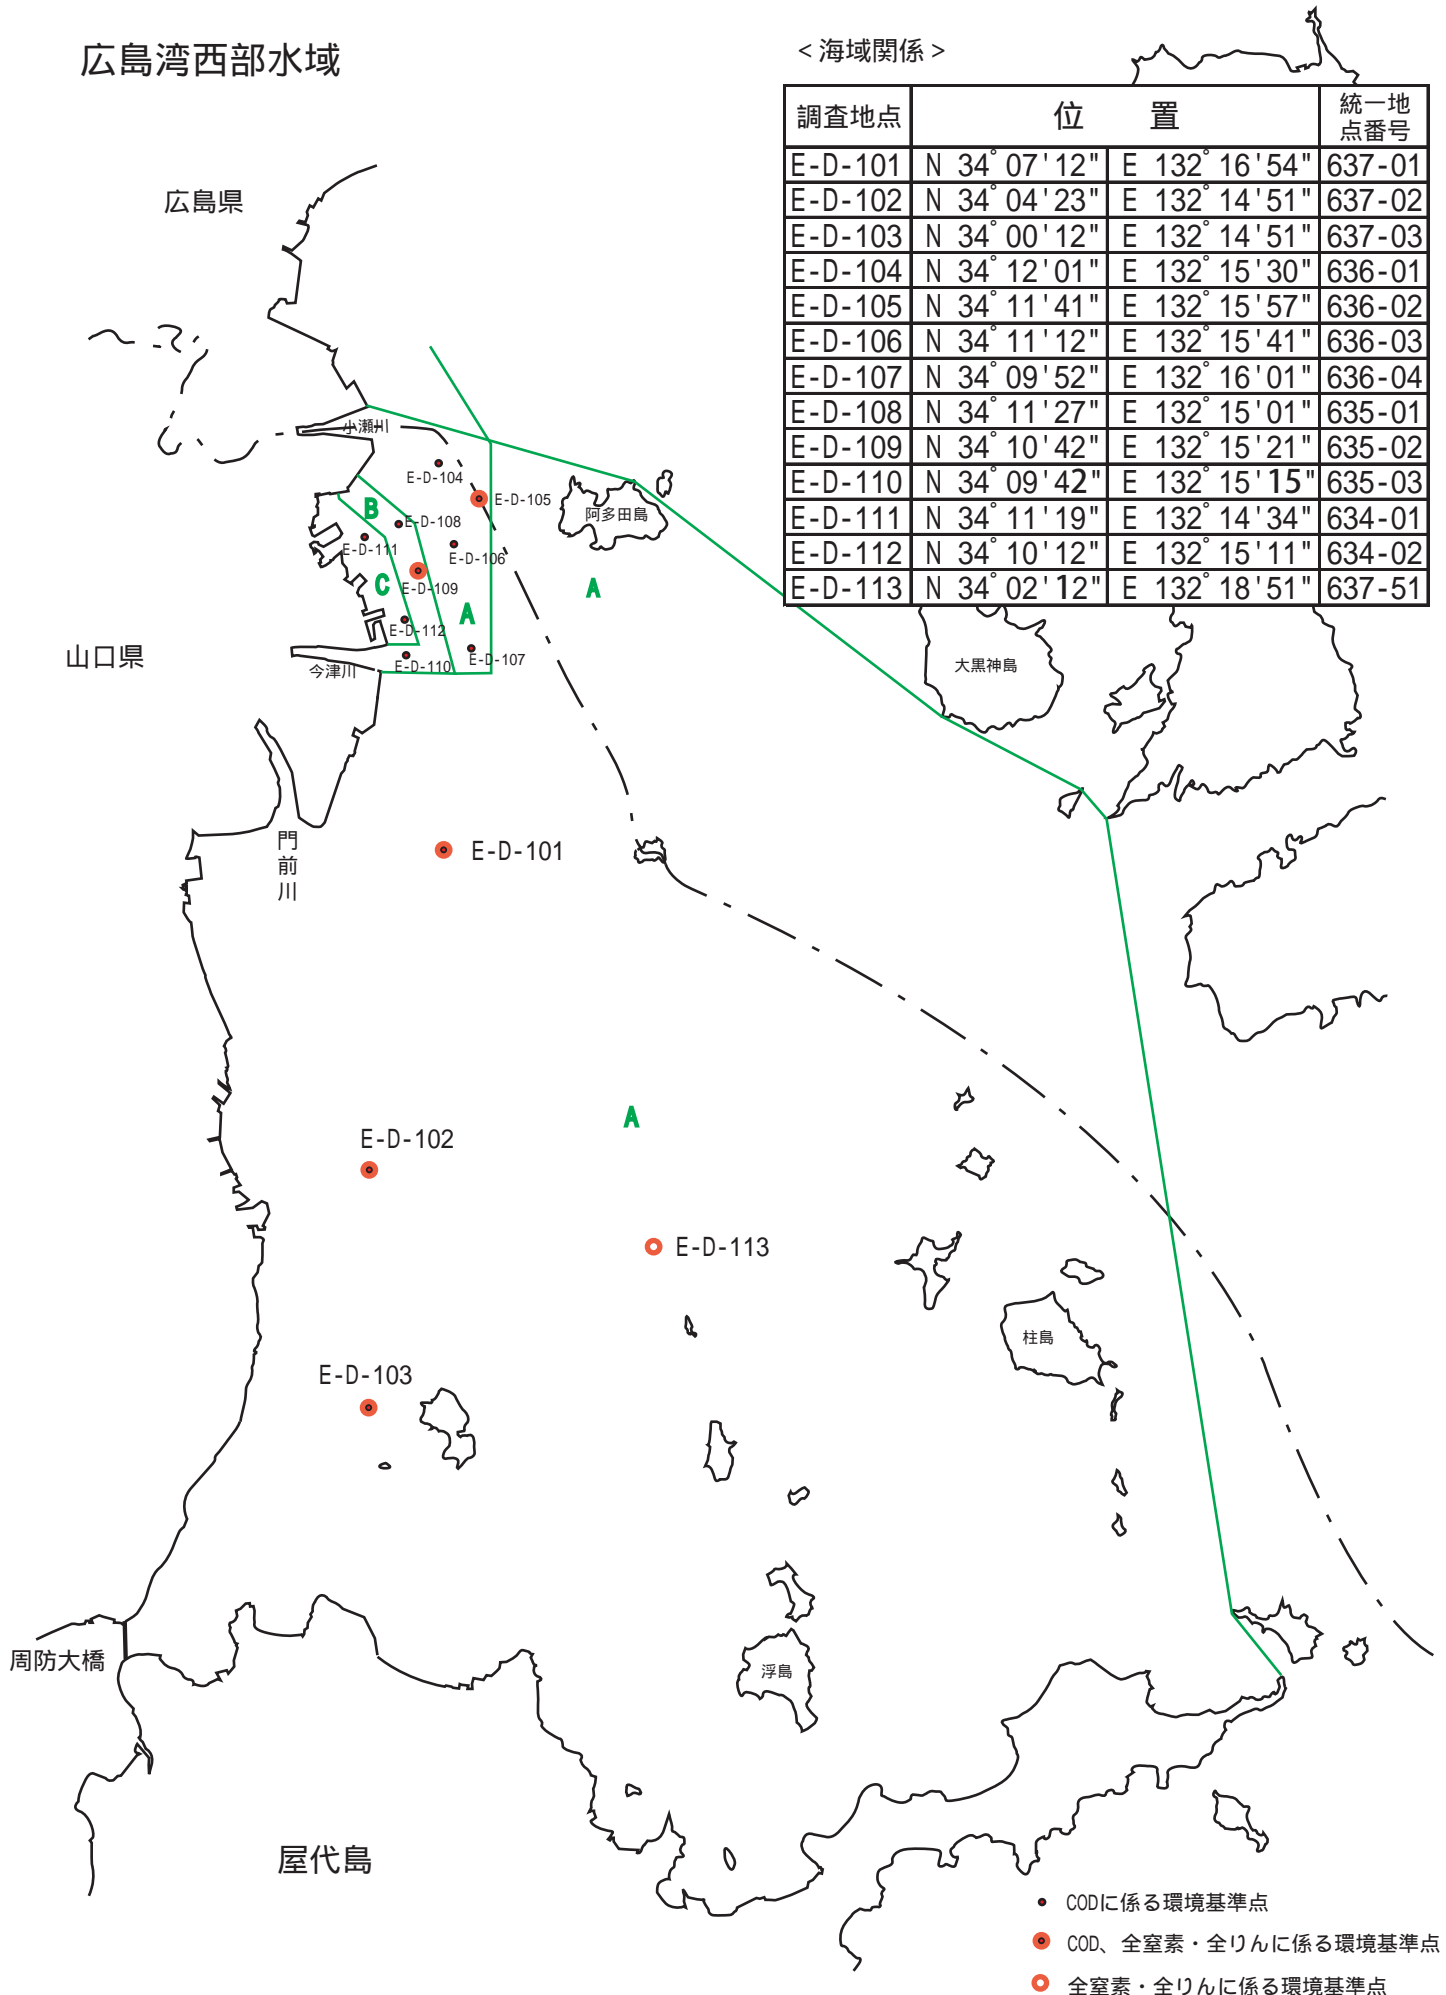 広島湾西部水域
＜海域関係＞
調査地点 位 置 統一地点番号
E-D-101 N 34°07'12" E 132°16'54" 637-01
E-D-102 N 34°04'23" E 132°14'51" 637-02
E-D-103 N 34°00'12" E 132°14'51" 637-03
E-D-104 N 34°12'01" E 132°15'30" 636-01
E-D-105 N 34°11'41" E 132°15'57" 636-02
E-D-106 N 34°11'12" E 132°15'41" 636-03
E-D-107 N 34°09'52" E 132°16'01" 636-04
E-D-108 N 34°11'27" E 132°15'01" 635-01
E-D-109 N 34°10'42" E 132°15'21" 635-02
E-D-110 N 34°09'42" E 132°15'15" 635-03
E-D-111 N 34°11'19" E 132°14'34" 634-01
E-D-112 N 34°10'12" E 132°15'11" 634-02
E-D-113 N 34°02'12" E 132°18'51" 637-51
広島県
小瀬川
E-D-104
E-D-105
阿多田島
B
E-D-108
E-D-111
E-D-106
C
E-D-109
A
A
E-D-112
山口県
今津川
E-D-110
E-D-107
大黒神島
門前川
E-D-101
A
E-D-102
E-D-113
柱島
E-D-103
周防大橋
浮島
屋代島
CODに係る環境基準点
COD、全窒素・全りんに係る環境基準点
全窒素・全りんに係る環境基準点